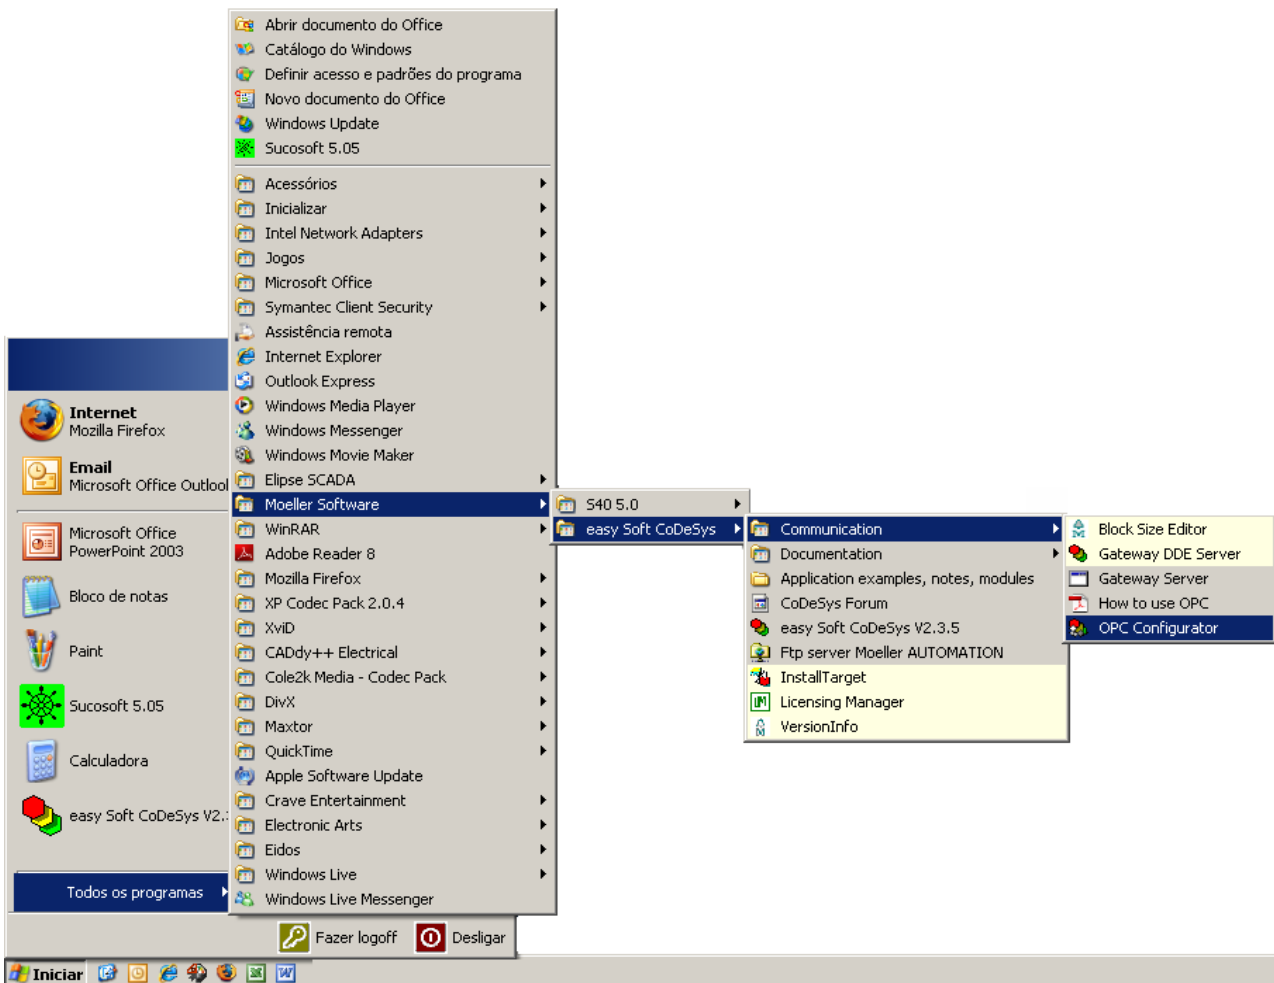 Abrir documento do Office
Catálogo do Windows
Definir acesso e padrões do programa
Novo documento do Office
Windows Update
Sucosoft 5.05
Acessórios
Inicializar
Intel Network Adapters
Jogos
Microsoft Office
Symantec Client Security
Assistência remota
Internet Explorer
Outlook Express
Windows Media Player
Windows Messenger
Windows Movie Maker
Elipse SCADA
Moeller Software
WinRAR
Adobe Reader 8
Mozilla Firefox
XP Codec Pack 2.0.4
XviD
CADdy++ Electrical
Cole2k Media - Codec Pack
DivX
Maxtor
QuickTime
Apple Software Update
Crave Entertainment
Electronic Arts
Eidos
Windows Live
Windows Live Messenger
S40 5.0
easy Soft CoDeSys
Communication
Documentation
Application examples, notes, modules
CoDeSys Forum
easy Soft CoDeSys V2.3.5
Ftp server Moeller AUTOMATION
InstallTarget
Licensing Manager
VersionInfo
Block Size Editor
Gateway DDE Server
Gateway Server
How to use OPC
OPC Configurator
Internet
Mozilla Firefox
Email
Microsoft Office Outlool
Microsoft Office
PowerPoint 2003
Bloco de notas
Paint
Sucosoft 5.05
Calculadora
easy Soft CoDeSys V2.
Todos os programas
Fazer logoff
Desligar
Iniciar